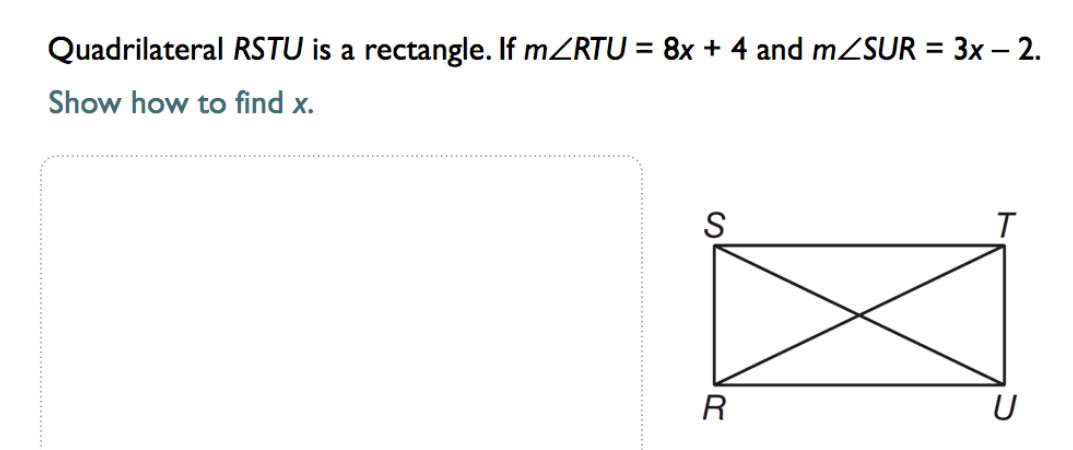 Quadrilateral RSTU is a rectangle. If m∠RTU = 8x + 4 and m∠SUR = 3x – 2.
Show how to find x.
S T
R U